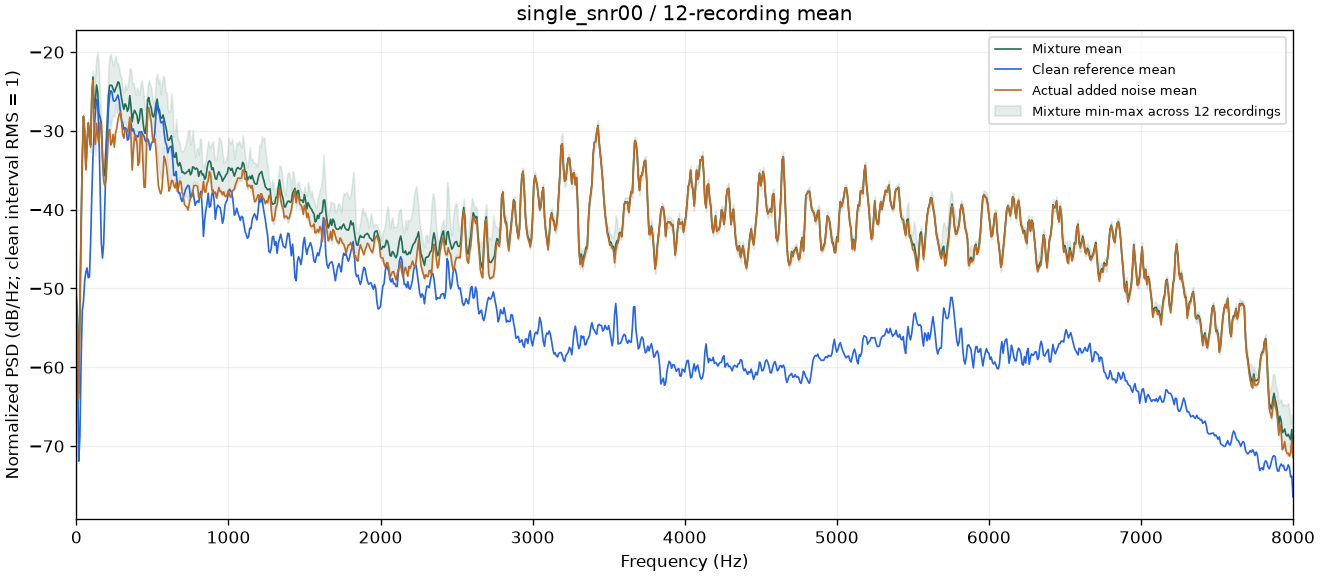 single_snr00 / 12-recording mean
Normalized PSD (dB/Hz; clean interval RMS = 1)
−20
−30
−40
−50
−60
−70
Mixture mean
Clean reference mean
Actual added noise mean
Mixture min-max across 12 recordings
0 1000 2000 3000 4000 5000 6000 7000 8000
Frequency (Hz)